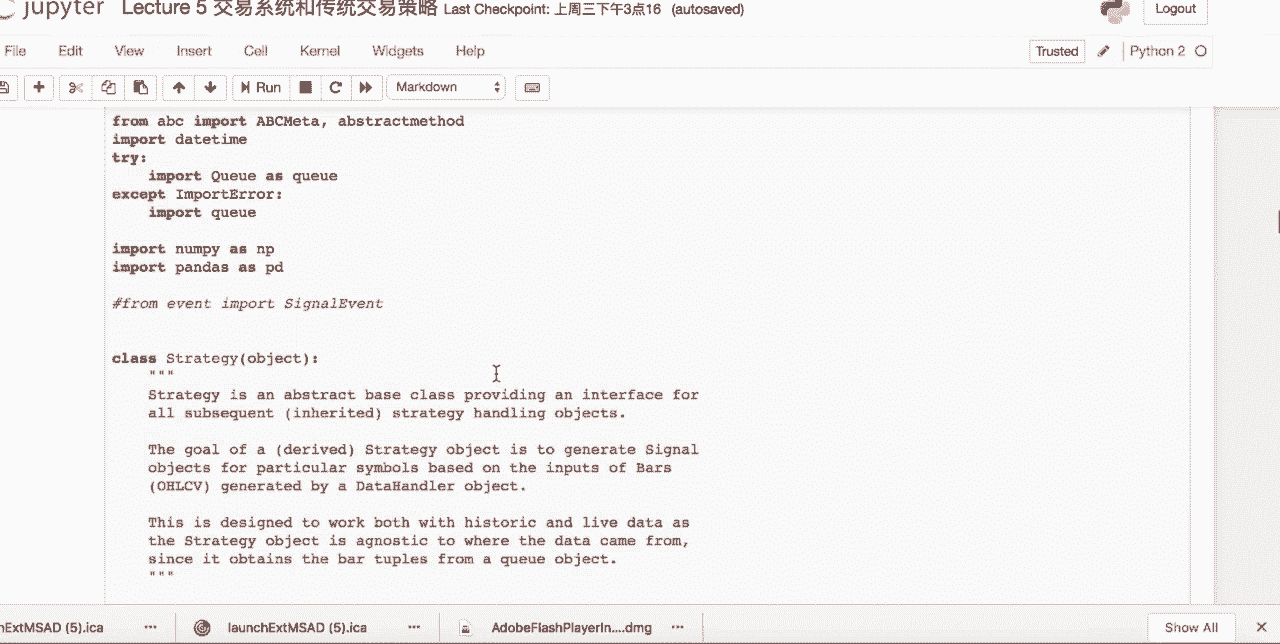 jupyter Lecture 5 交易系统和传统交易策略 Last Checkpoint: 上周三下午3点16 (autosaved) Logout
File Edit View Insert Cell Kernel Widgets Help Trusted Python 2
Run Markdown
from abc import ABCMeta, abstractmethod
import datetime
try:
    import Queue as queue
except ImportError:
    import queue
import numpy as np
import pandas as pd
#from event import SignalEvent
class Strategy(object):
    """
    Strategy is an abstract base class providing an interface for
    all subsequent (inherited) strategy handling objects.
    The goal of a (derived) Strategy object is to generate Signal
    objects for particular symbols based on the inputs of Bars
    (OHLCV) generated by a DataHandler object.
    This is designed to work both with historic and live data as
    the Strategy object is agnostic to where the data came from,
    since it obtains the bar tuples from a queue object.
    """
hExtMSAD (5).ica launchExtMSAD (5).ica AdobeFlashPlayerIn....dmg Show All